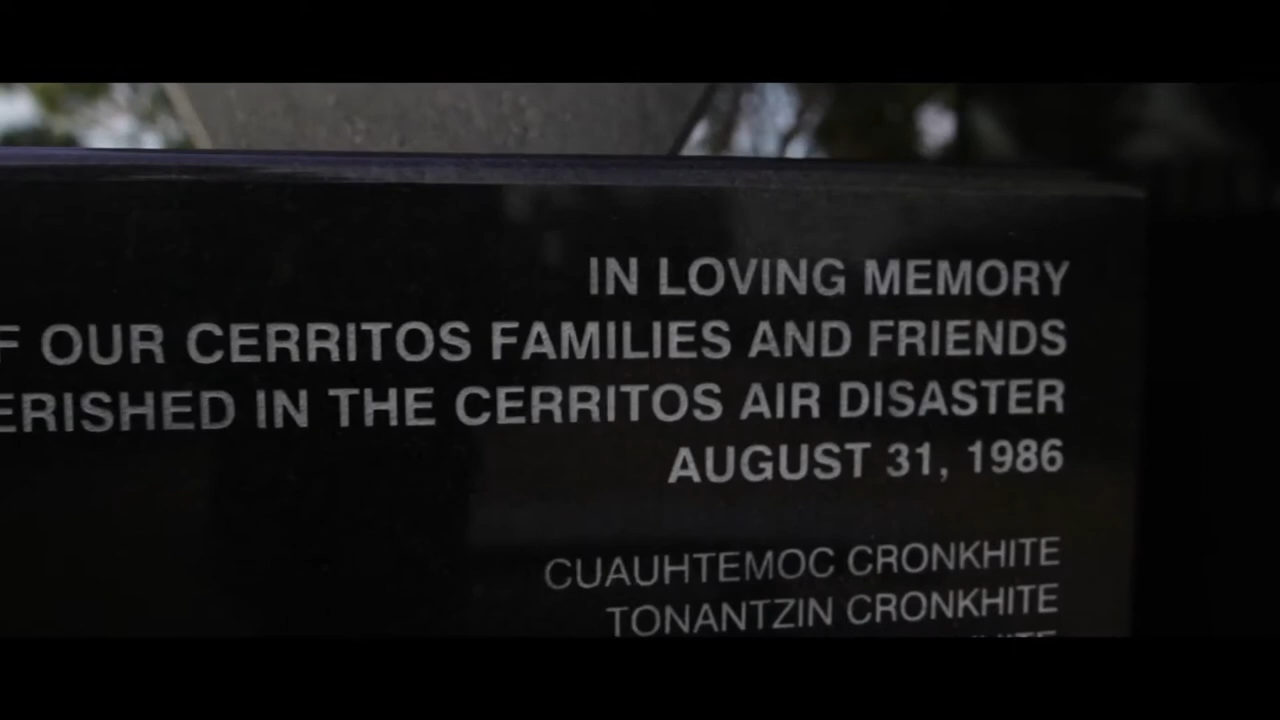 IN LOVING MEMORY
F OUR CERRITOS FAMILIES AND FRIENDS
ERISHED IN THE CERRITOS AIR DISASTER
AUGUST 31, 1986
CUAUHTEMOC CRONKHITE
TONANTZIN CRONKHITE